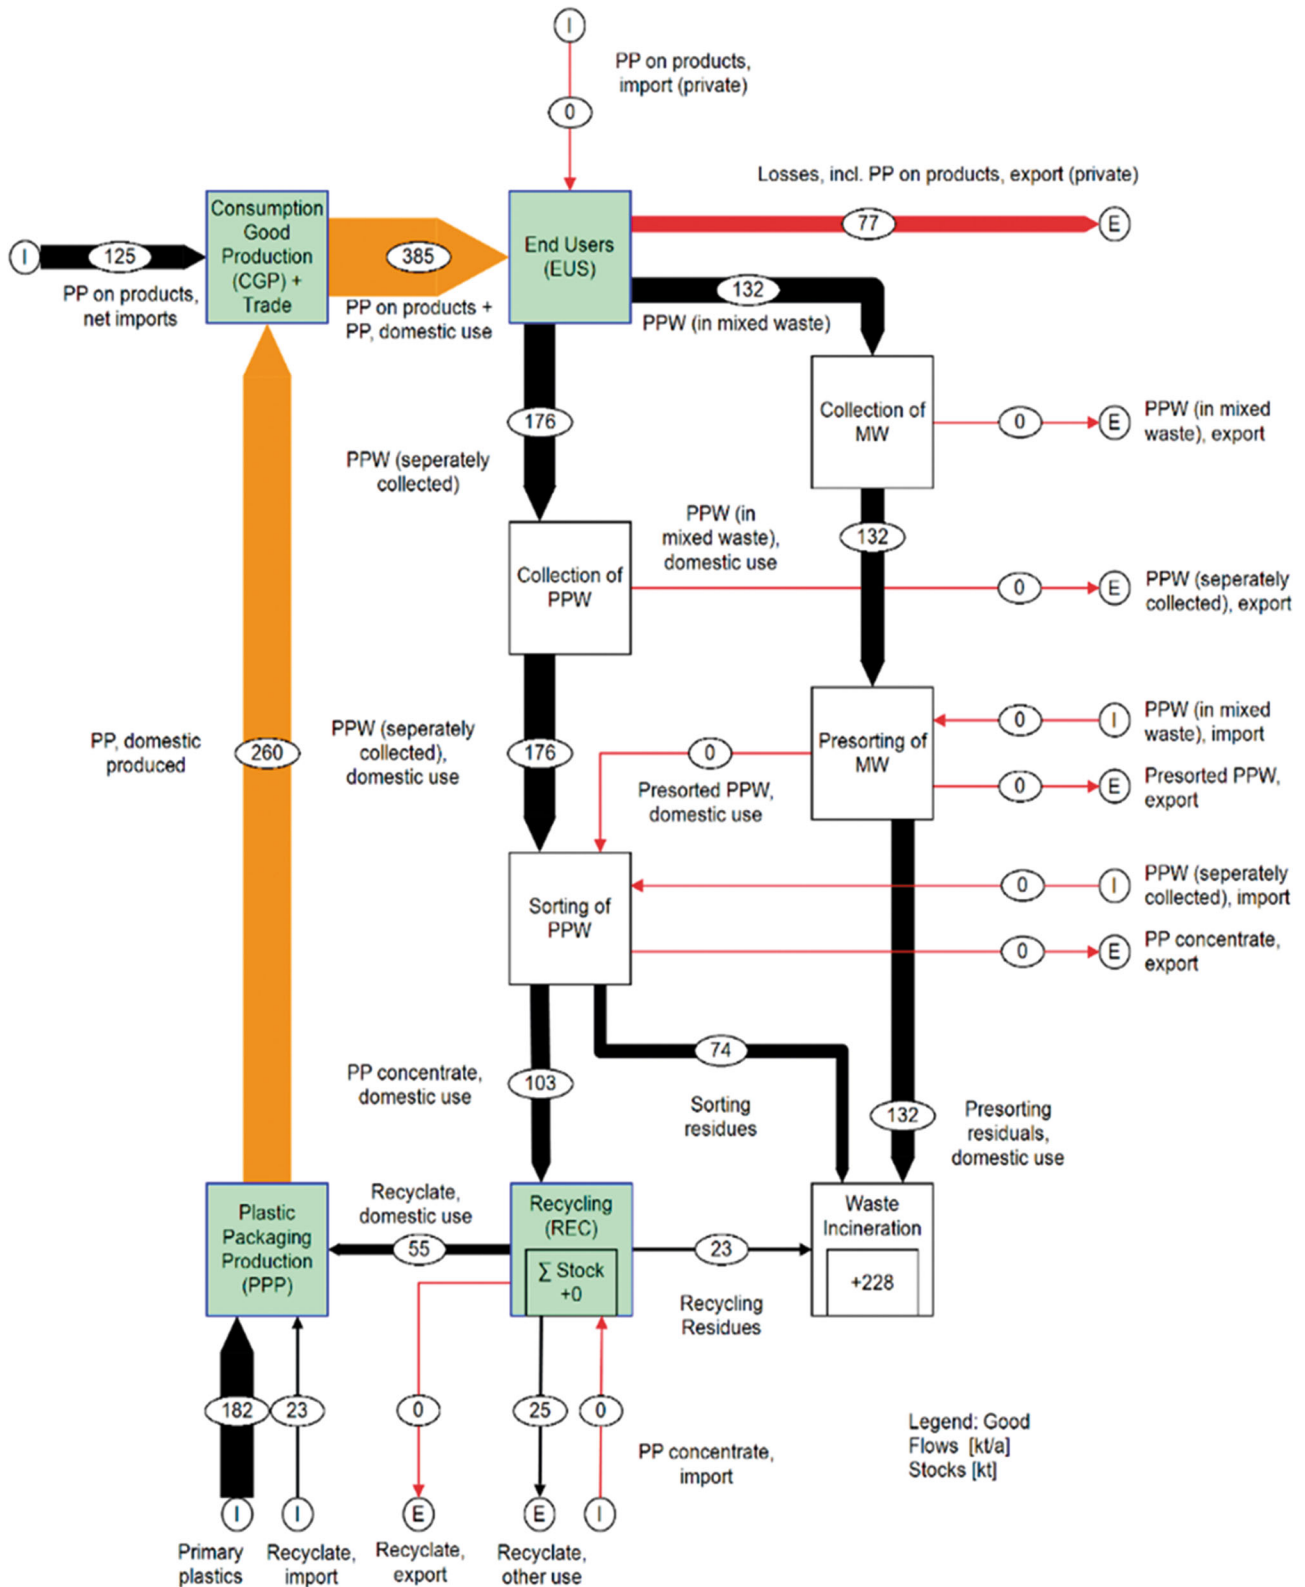 I
PP on products,
import (private)
0
Losses, incl. PP on products, export (private)
77
E
Consumption
Good
Production
(CGP) +
Trade
I
125
PP on products,
net imports
385
PP on products +
PP, domestic use
End Users
(EUS)
132
PPW (in mixed waste)
176
PPW (seperately
collected)
Collection of
MW
0
E
PPW (in mixed
waste), export
132
PPW (in
mixed waste),
domestic use
Collection of
PPW
0
E
PPW (seperately
collected), export
PP, domestic
produced
260
PPW (seperately
collected),
domestic use
176
0
Presorted PPW,
domestic use
Presorting of
MW
0
I
PPW (in mixed
waste), import
0
E
Presorted PPW,
export
Sorting of
PPW
0
I
PPW (seperately
collected), import
0
E
PP concentrate,
export
PP concentrate,
domestic use
103
74
Sorting
residues
132
Presorting
residuals,
domestic use
Plastic
Packaging
Production
(PPP)
Recyclate,
domestic use
55
Recycling
(REC)
∑ Stock
+0
23
Recycling
Residues
Waste
Incineration
+228
182
23
0
25
0
PP concentrate,
import
I
I
E
E
I
Primary
plastics
Recyclate,
import
Recyclate,
export
Recyclate,
other use
Legend: Good
Flows [kt/a]
Stocks [kt]